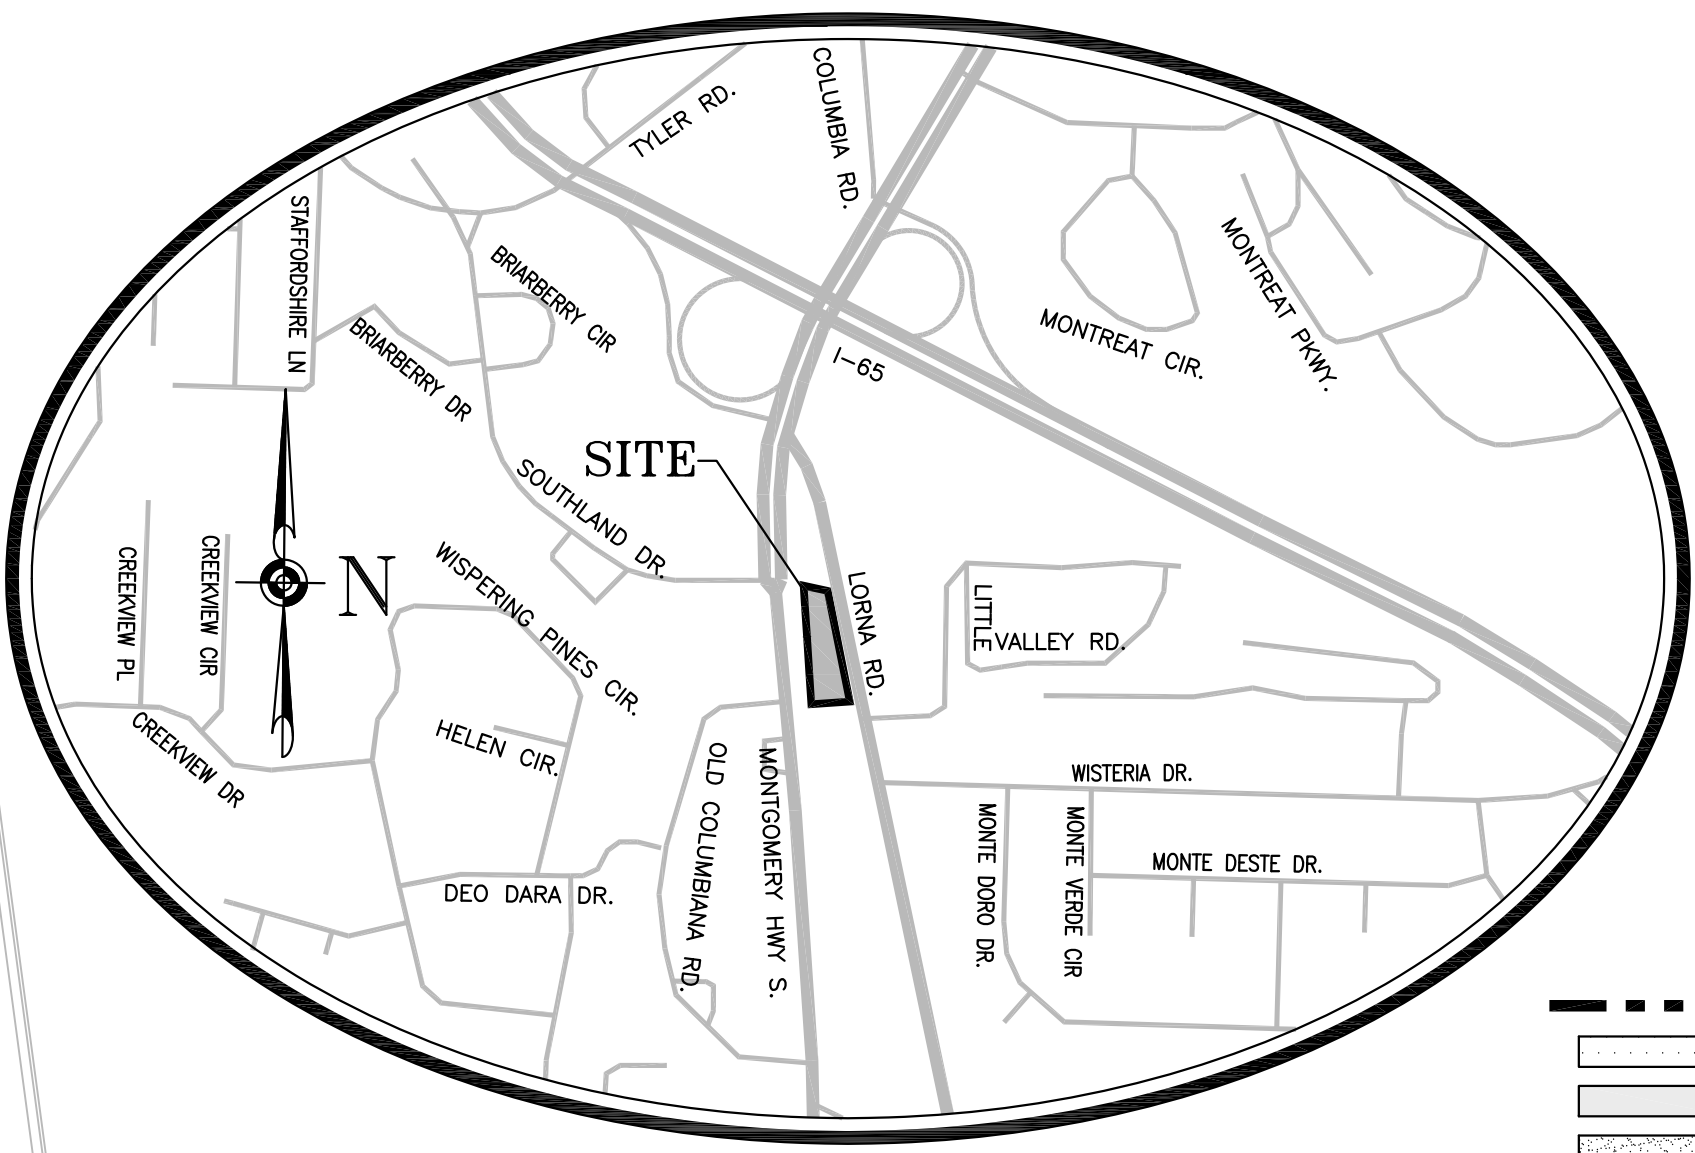 COLUMBIA RD.
TYLER RD.
STAFFORDSHIRE LN
BRIARBERRY CIR
BRIARBERRY DR
I-65
MONTREAT CIR.
MONTREAT PKWY.
SITE
SOUTHLAND DR.
WISPERING PINES CIR.
N
CREEKVIEW PL
CREEKVIEW CIR
CREEKVIEW DR
LORNA RD.
LITTLE
VALLEY RD.
HELEN CIR.
OLD COLUMBIANA RD.
MONTGOMERY HWY S.
WISTERIA DR.
MONTE DORO DR.
MONTE VERDE CIR
MONTE DESTE DR.
DEO DARA DR.